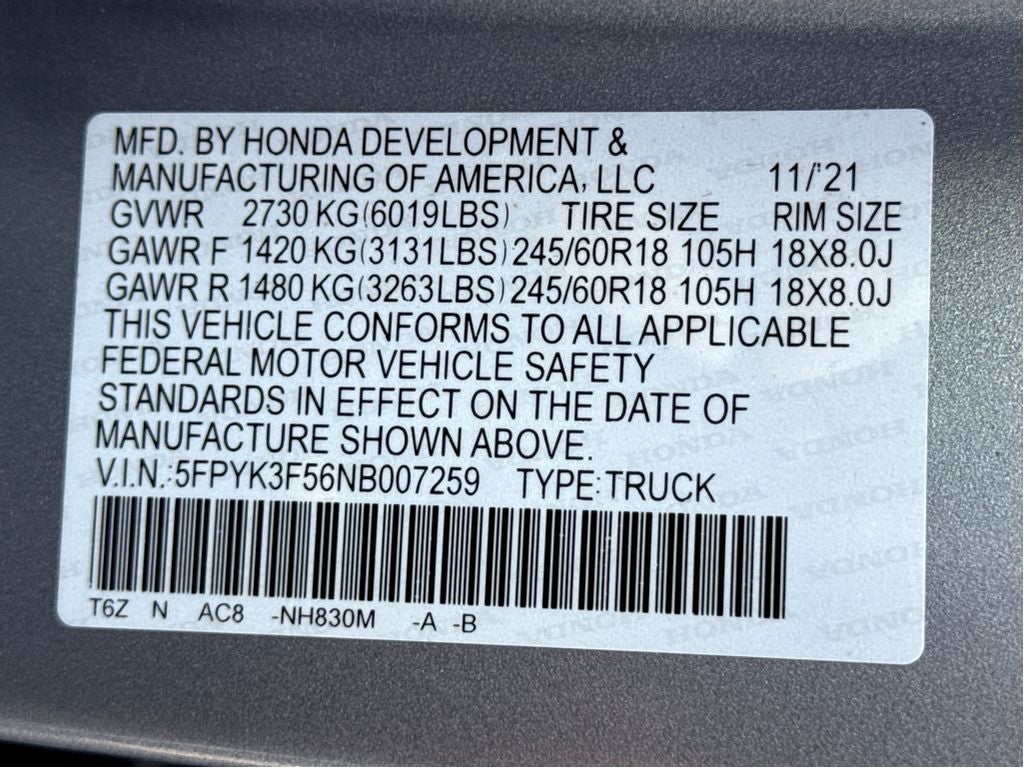 MFD. BY HONDA DEVELOPMENT &
MANUFACTURING OF AMERICA, LLC 11/'21
GVWR 2730 KG(6019LBS) TIRE SIZE RIM SIZE
GAWR F 1420 KG(3131LBS) 245/60R18 105H 18X8.0J
GAWR R 1480 KG(3263LBS) 245/60R18 105H 18X8.0J
THIS VEHICLE CONFORMS TO ALL APPLICABLE
FEDERAL MOTOR VEHICLE SAFETY
STANDARDS IN EFFECT ON THE DATE OF
MANUFACTURE SHOWN ABOVE.
V.I.N.:5FPYK3F56NB007259 TYPE:TRUCK
T6Z N AC8 -NH830M -A -B